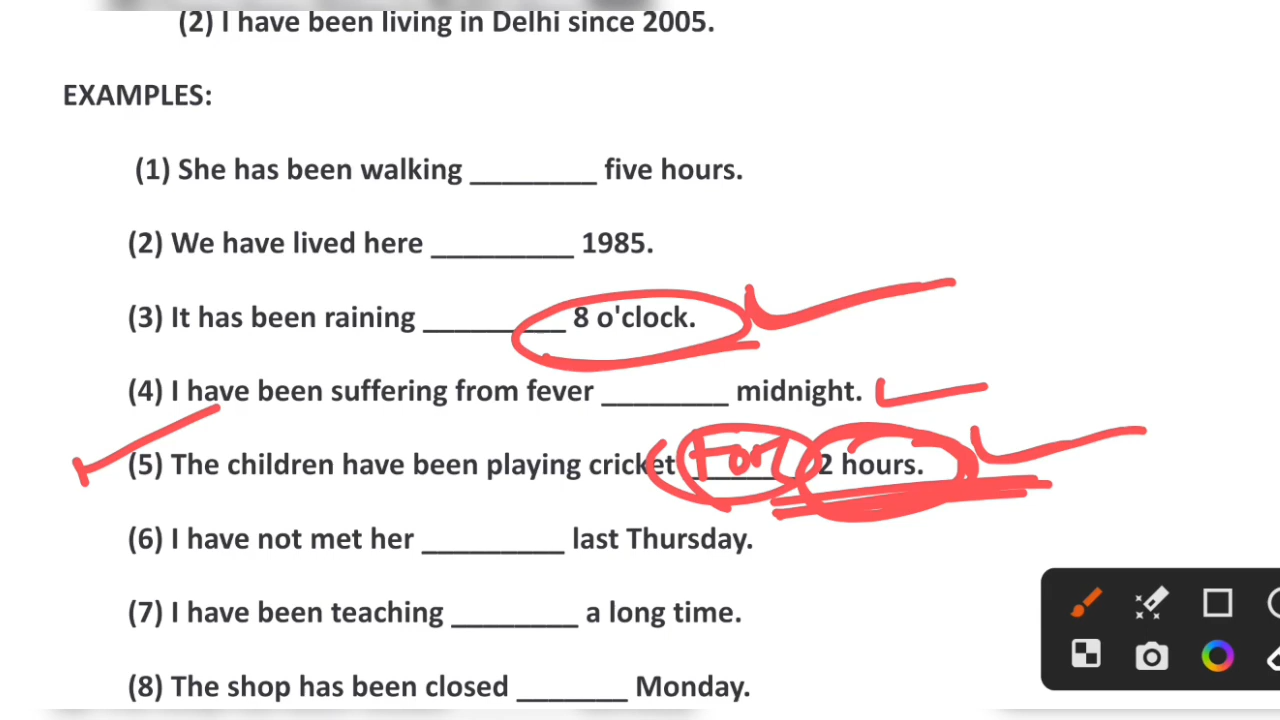 (2) I have been living in Delhi since 2005.
EXAMPLES:
(1) She has been walking ________ five hours.
(2) We have lived here _________ 1985.
(3) It has been raining _________ 8 o'clock.
(4) I have been suffering from fever ________ midnight.
(5) The children have been playing cricket For 2 hours.
(6) I have not met her _________ last Thursday.
(7) I have been teaching ________ a long time.
(8) The shop has been closed _______ Monday.